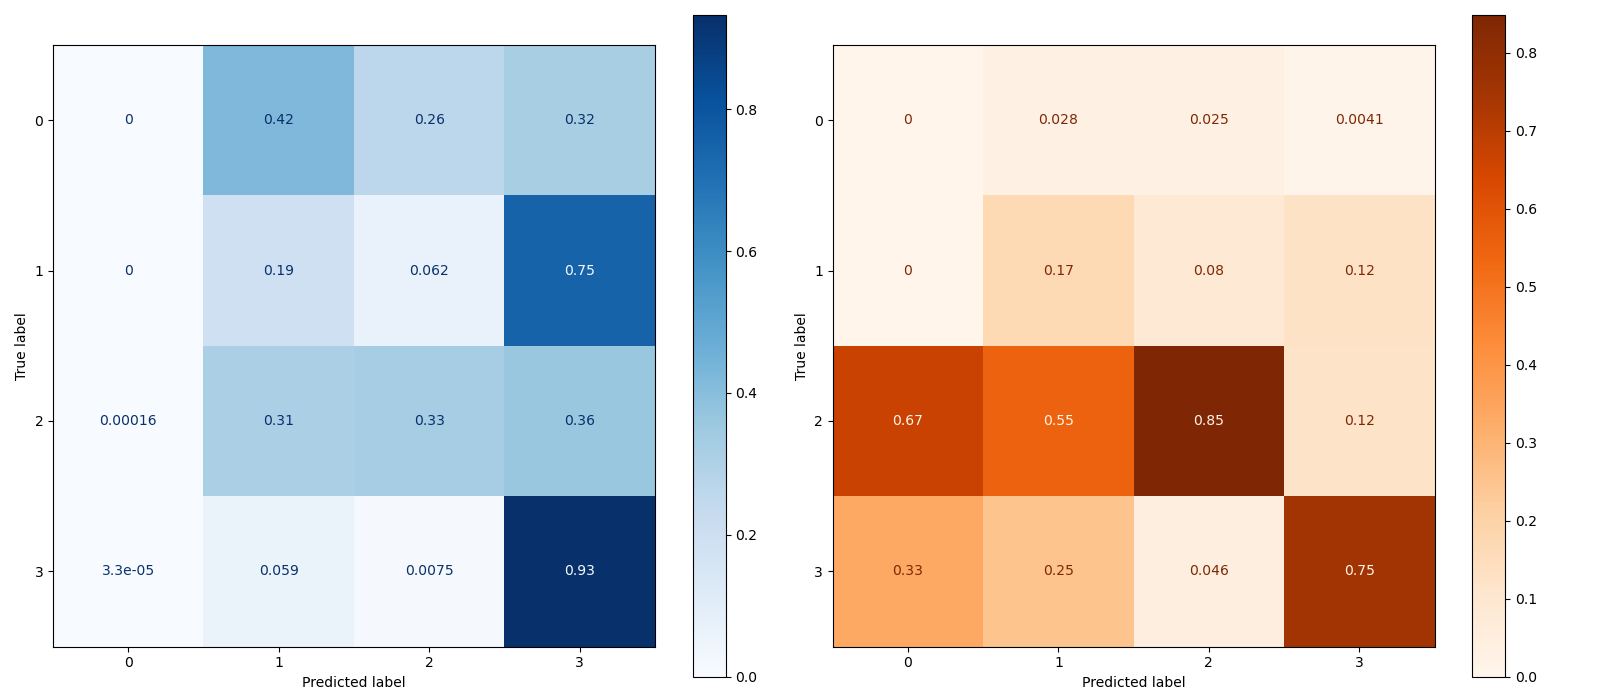 0 0 0.42 0.26 0.32
1 0 0.19 0.062 0.75
2 0.00016 0.31 0.33 0.36
3 3.3e-05 0.059 0.0075 0.93
0 1 2 3
Predicted label
True label
0.8
0.6
0.4
0.2
0.0
0 0 0.028 0.025 0.0041
1 0 0.17 0.08 0.12
2 0.67 0.55 0.85 0.12
3 0.33 0.25 0.046 0.75
0 1 2 3
Predicted label
True label
0.8
0.7
0.6
0.5
0.4
0.3
0.2
0.1
0.0